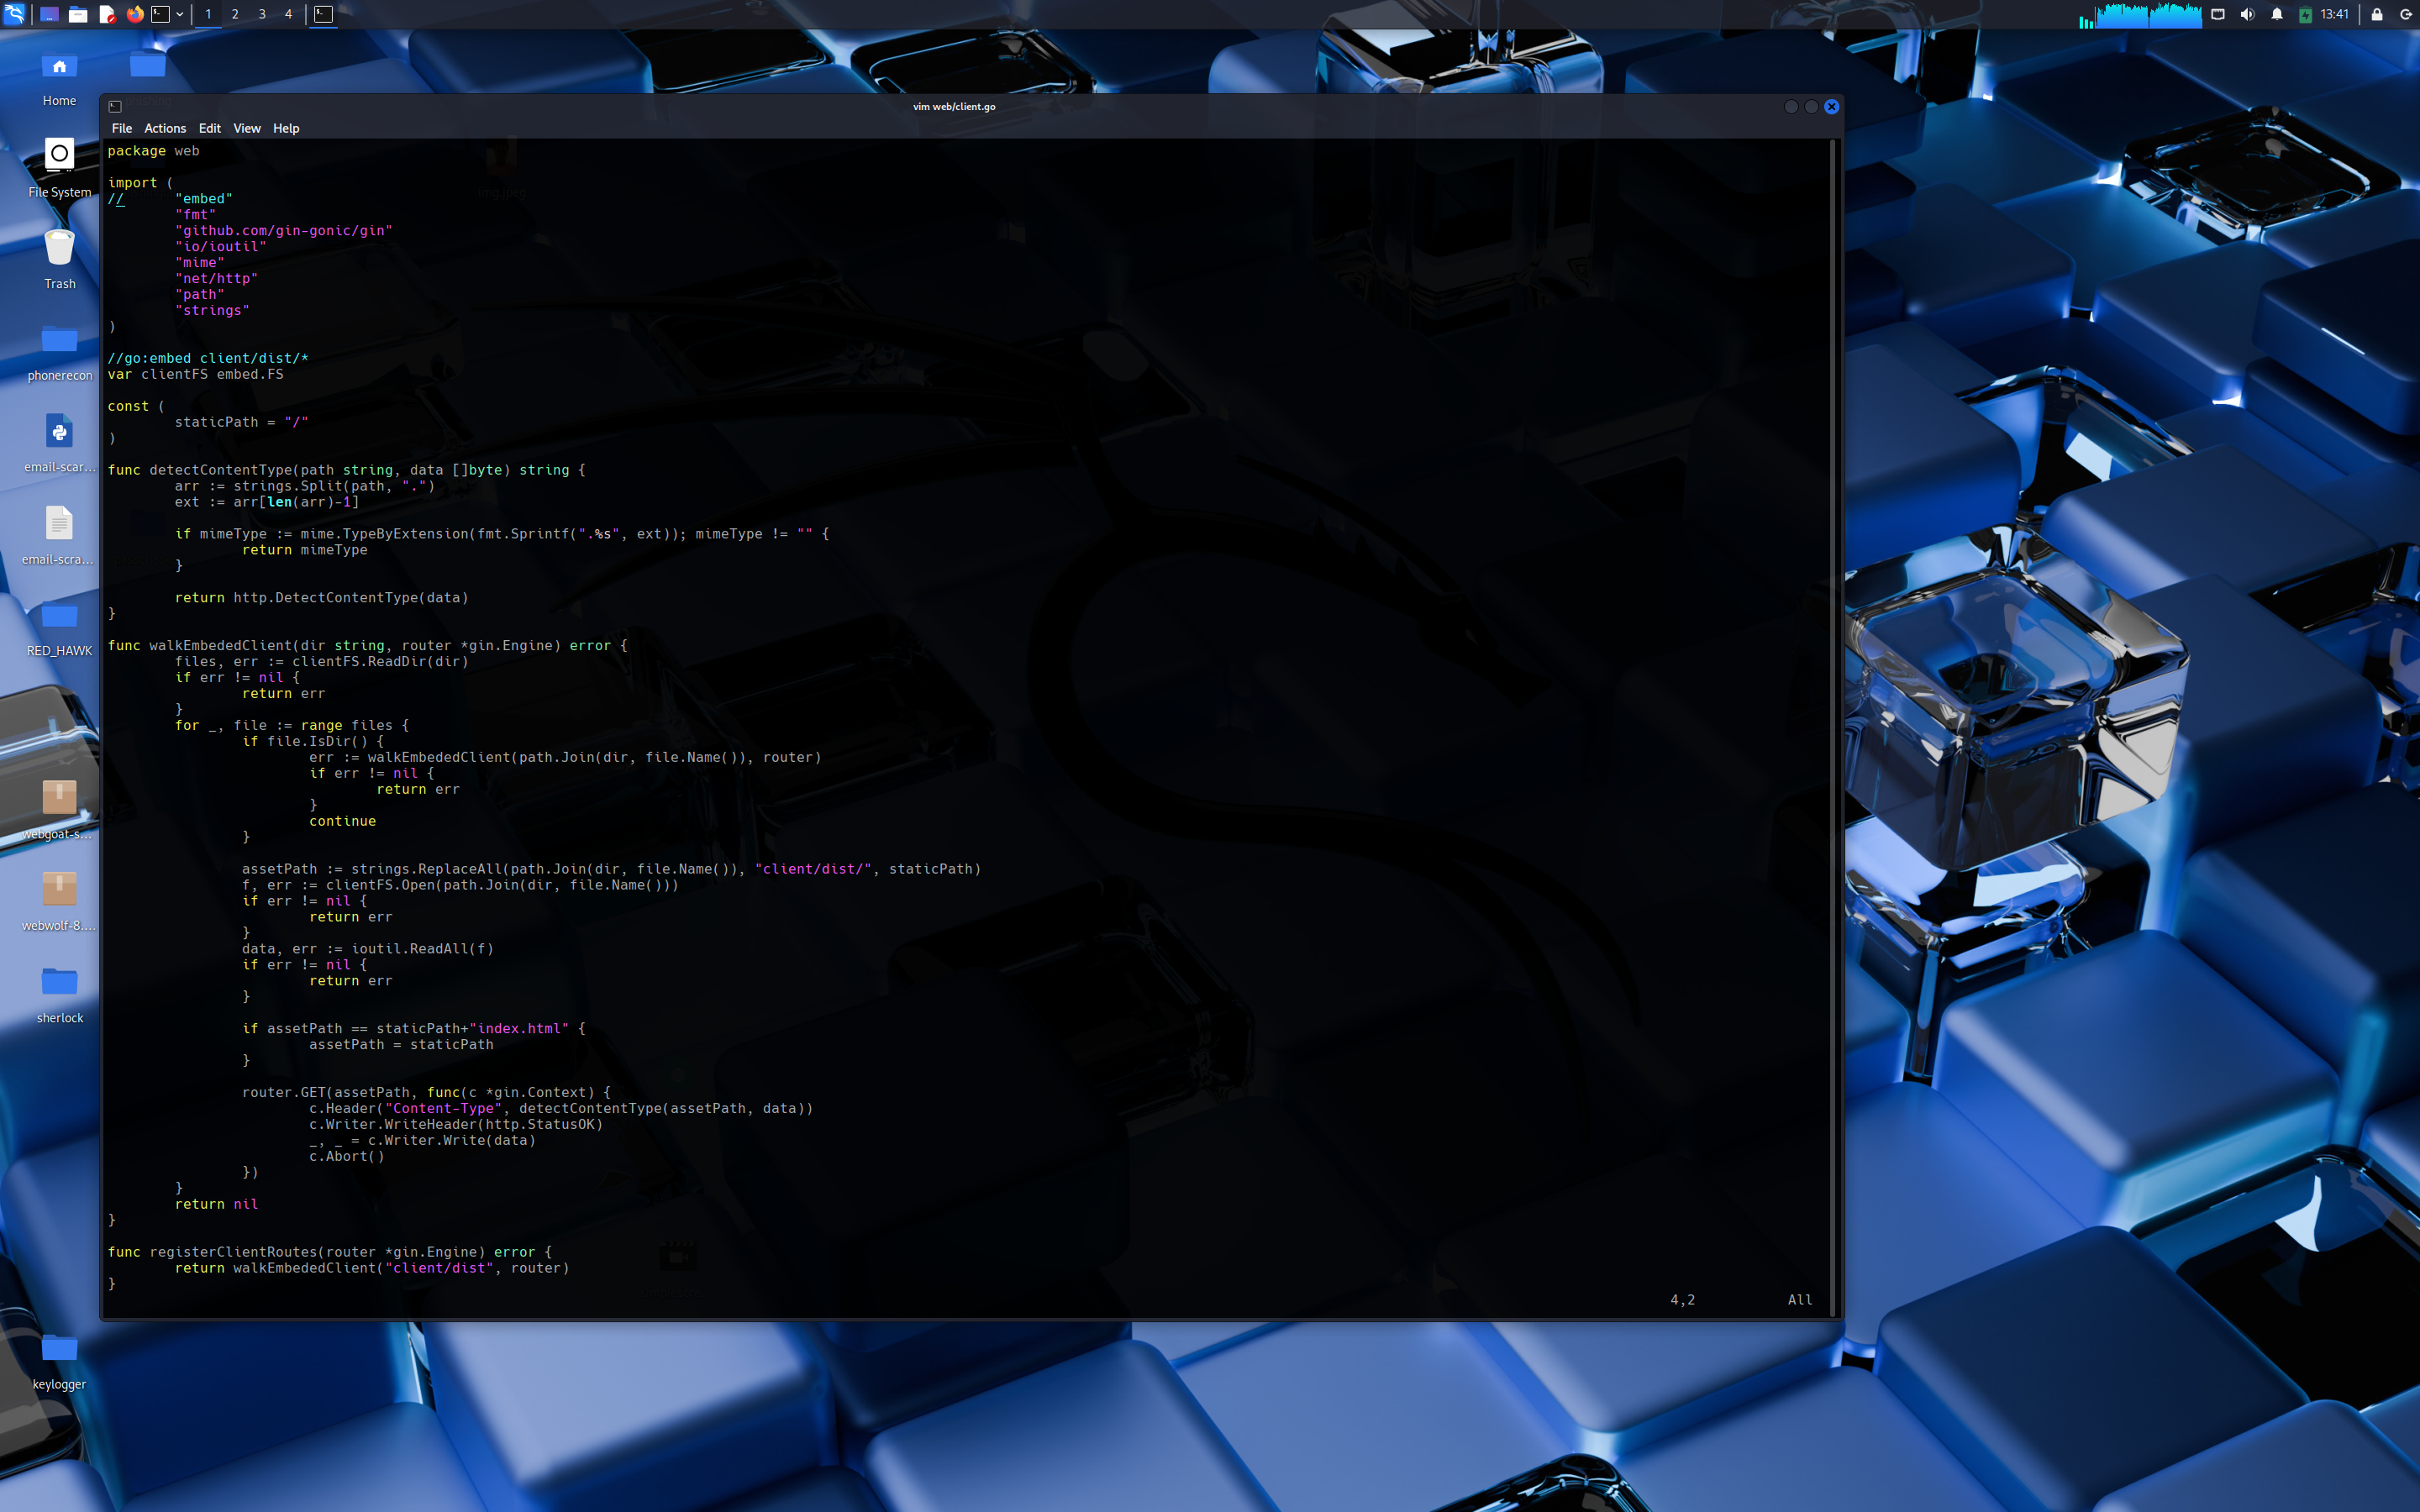 1 2 3 4
13:41
Home
File System
Trash
phonerecon
email-scar...
email-scra...
RED_HAWK
webgoat-s...
webwolf-8....
sherlock
keylogger
vim web/client.go
File Actions Edit View Help
package web
import (
// "embed"
"fmt"
"github.com/gin-gonic/gin"
"io/ioutil"
"mime"
"net/http"
"path"
"strings"
)
//go:embed client/dist/*
var clientFS embed.FS
const (
staticPath = "/"
)
func detectContentType(path string, data []byte) string {
arr := strings.Split(path, ".")
ext := arr[len(arr)-1]
if mimeType := mime.TypeByExtension(fmt.Sprintf(".%s", ext)); mimeType != "" {
return mimeType
}
return http.DetectContentType(data)
}
func walkEmbededClient(dir string, router *gin.Engine) error {
files, err := clientFS.ReadDir(dir)
if err != nil {
return err
}
for _, file := range files {
if file.IsDir() {
err := walkEmbededClient(path.Join(dir, file.Name()), router)
if err != nil {
return err
}
continue
}
assetPath := strings.ReplaceAll(path.Join(dir, file.Name()), "client/dist/", staticPath)
f, err := clientFS.Open(path.Join(dir, file.Name()))
if err != nil {
return err
}
data, err := ioutil.ReadAll(f)
if err != nil {
return err
}
if assetPath == staticPath+"index.html" {
assetPath = staticPath
}
router.GET(assetPath, func(c *gin.Context) {
c.Header("Content-Type", detectContentType(assetPath, data))
c.Writer.WriteHeader(http.StatusOK)
_, _ = c.Writer.Write(data)
c.Abort()
})
}
return nil
}
func registerClientRoutes(router *gin.Engine) error {
return walkEmbededClient("client/dist", router)
}
4,2 All